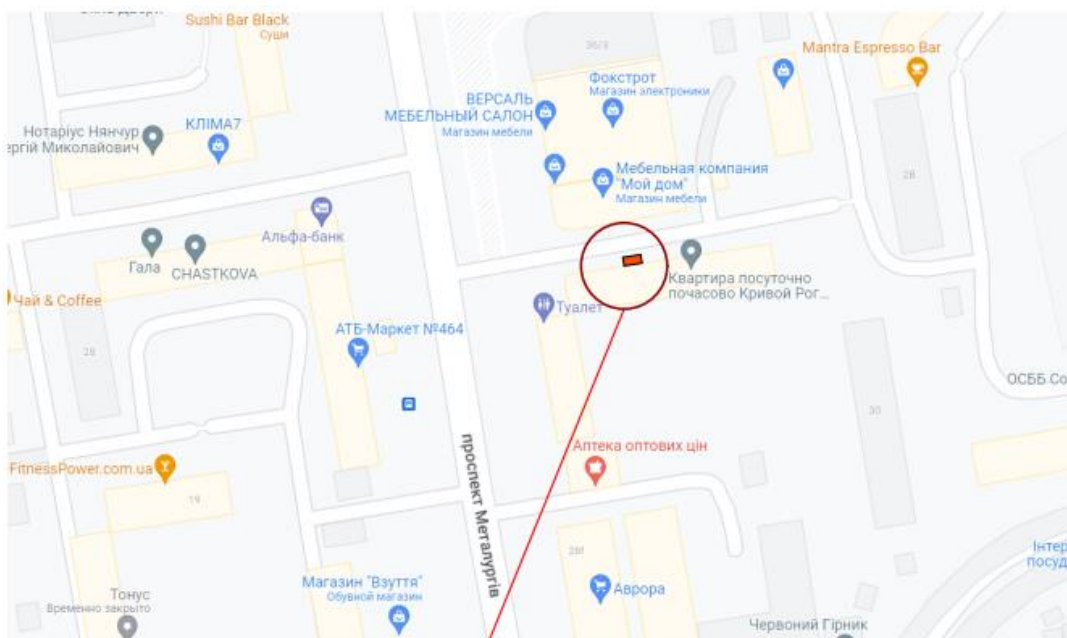 Sushi Bar Black
Суши
36/3
Mantra Espresso Bar
Фокстрот
Магазин электроники
ВЕРСАЛЬ
МЕБЕЛЬНЫЙ САЛОН
Магазин мебели
КЛІМА7
Нотаріус Нянчур
ергій Миколайович
Мебельная компания
"Мой дом"
Магазин мебели
28
Альфа-банк
Гала
CHASTKOVA
Квартира посуточно
почасово Кривой Рог...
Чай & Coffee
Туалет
АТБ-Маркет №464
26
ОСББ Со
30
проспект Металургів
Аптека оптових цін
FitnessPower.com.ua
19
28г
Інтер
посуд
Магазин "Взуття"
Обувной магазин
Аврора
Тонус
Временно закрыто
Червоний Гірник